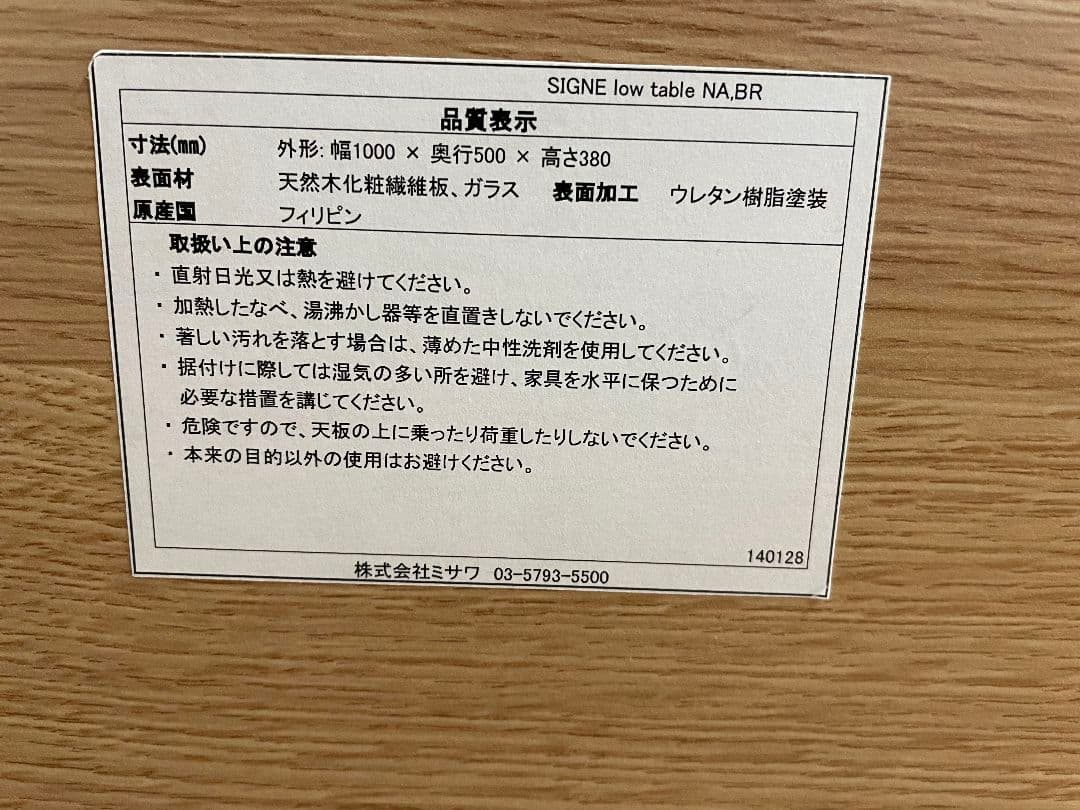 SIGNE low table NA,BR
品質表示
寸法(mm) 外形: 幅1000 × 奥行500 × 高さ380
表面材 天然木化粧繊維板、ガラス 表面加工 ウレタン樹脂塗装
原産国 フィリピン
取扱い上の注意
・直射日光又は熱を避けてください。
・加熱したなべ、湯沸かし器等を直置きしないでください。
・著しい汚れを落とす場合は、薄めた中性洗剤を使用してください。
・据付けに際しては湿気の多い所を避け、家具を水平に保つために
必要な措置を講じてください。
・危険ですので、天板の上に乗ったり荷重したりしないでください。
・本来の目的以外の使用はお避けください。
140128
株式会社ミサワ 03-5793-5500